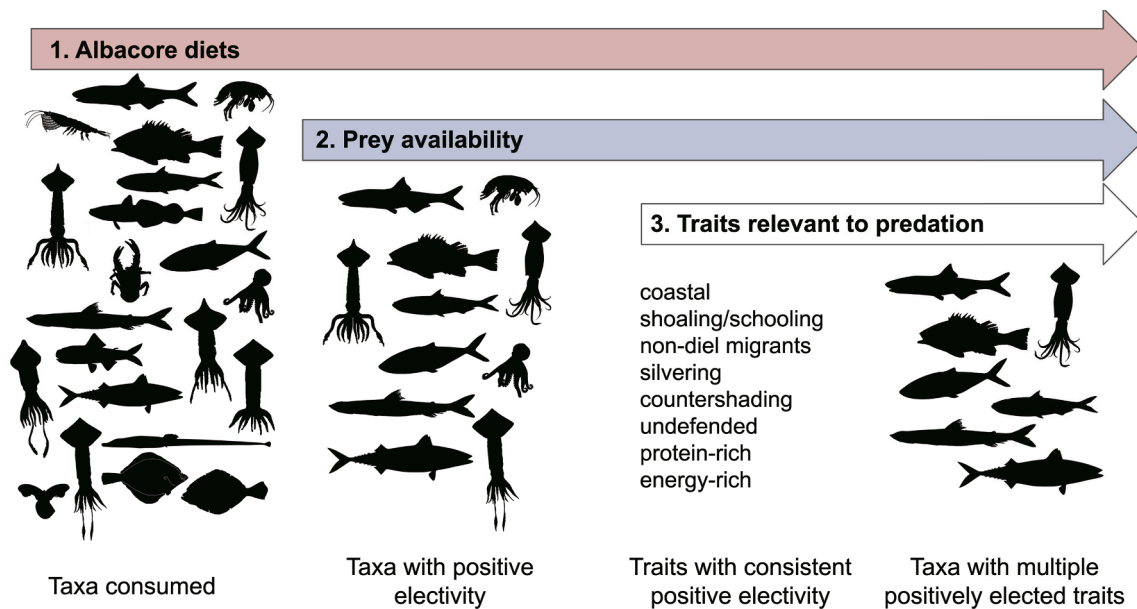 1. Albacore diets
2. Prey availability
3. Traits relevant to predation
coastal
shoaling/schooling
non-diel migrants
silvering
countershading
undefended
protein-rich
energy-rich
Taxa consumed
Taxa with positive
electivity
Traits with consistent
positive electivity
Taxa with multiple
positively elected traits